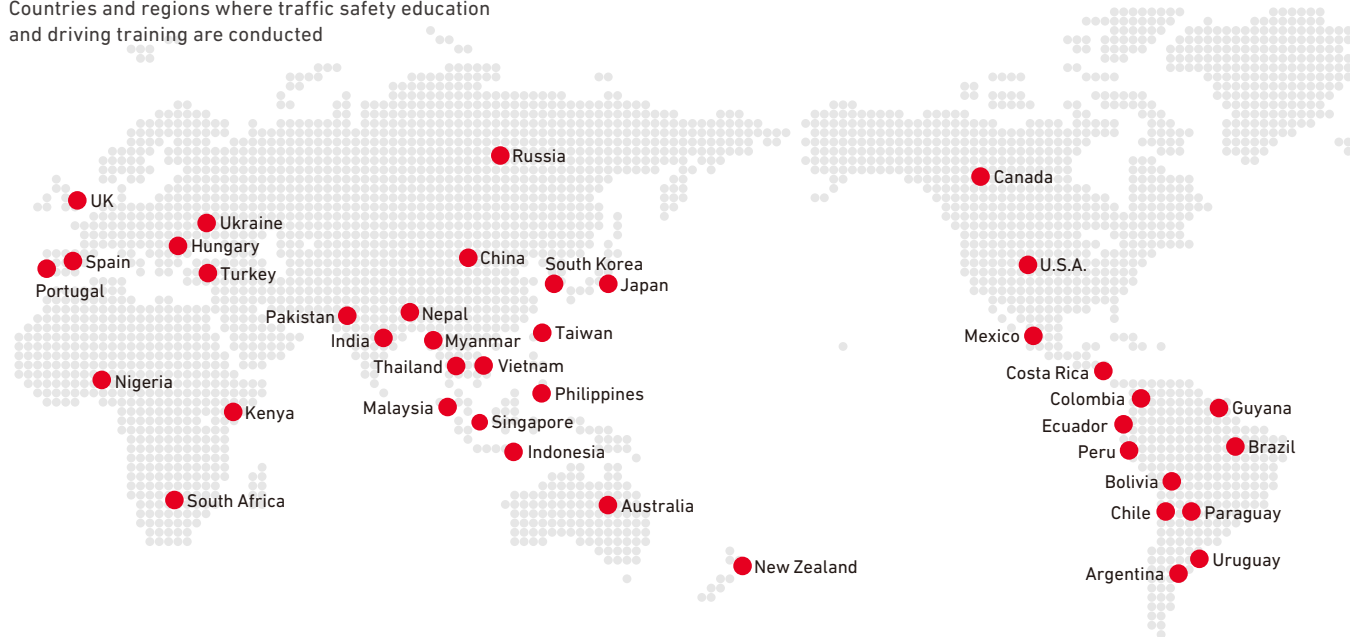 Countries and regions where traffic safety education
and driving training are conducted
Russia
Canada
UK
Ukraine
Hungary
Spain
China
South Korea
U.S.A.
Turkey
Portugal
Japan
Pakistan
Nepal
India
Myanmar
Taiwan
Mexico
Thailand
Vietnam
Costa Rica
Nigeria
Philippines
Colombia
Malaysia
Guyana
Kenya
Singapore
Ecuador
Indonesia
Peru
Brazil
Bolivia
South Africa
Australia
Chile
Paraguay
New Zealand
Uruguay
Argentina